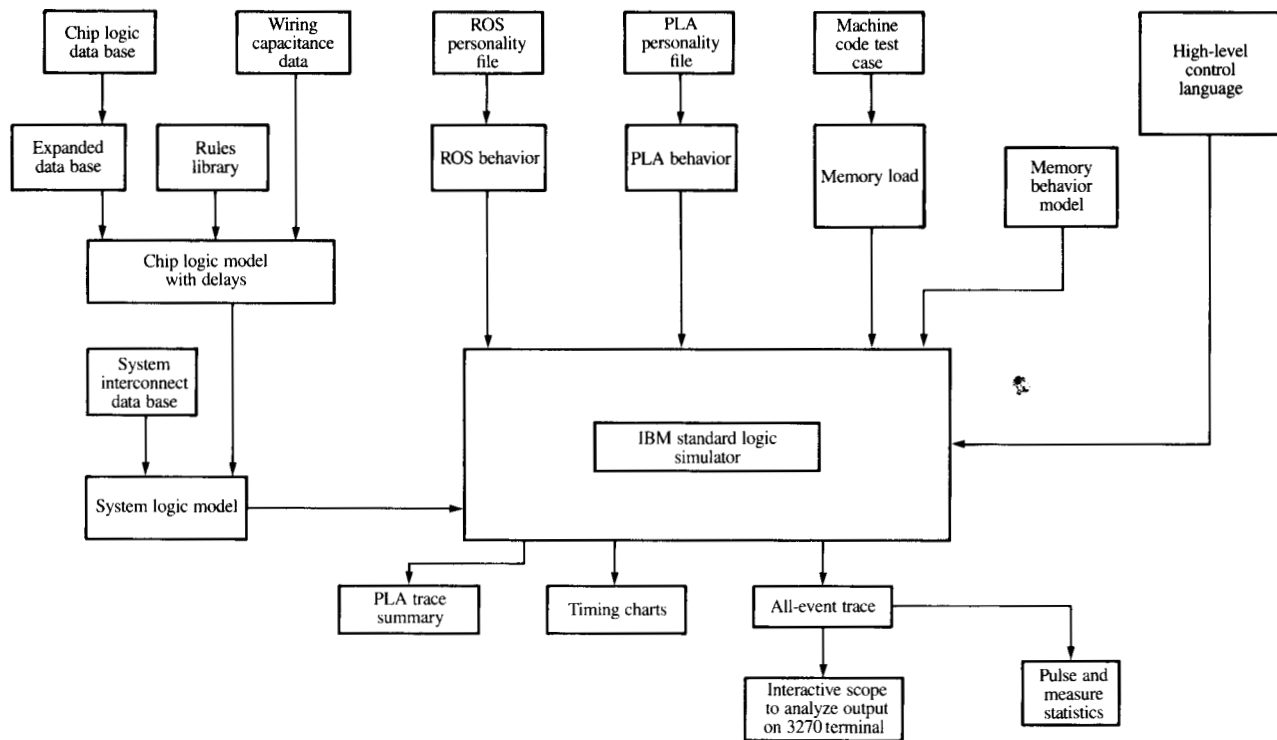 Chip logic
data base
Wiring
capacitance
data
ROS
personality
file
PLA
personality
file
Machine
code test
case
High-level
control
language
Expanded
data base
Rules
library
ROS behavior
PLA behavior
Memory load
Memory
behavior
model
Chip logic model
with delays
System
interconnect
data base
IBM standard logic
simulator
System logic model
PLA trace
summary
Timing charts
All-event trace
Interactive scope
to analyze output
on 3270 terminal
Pulse and
measure
statistics